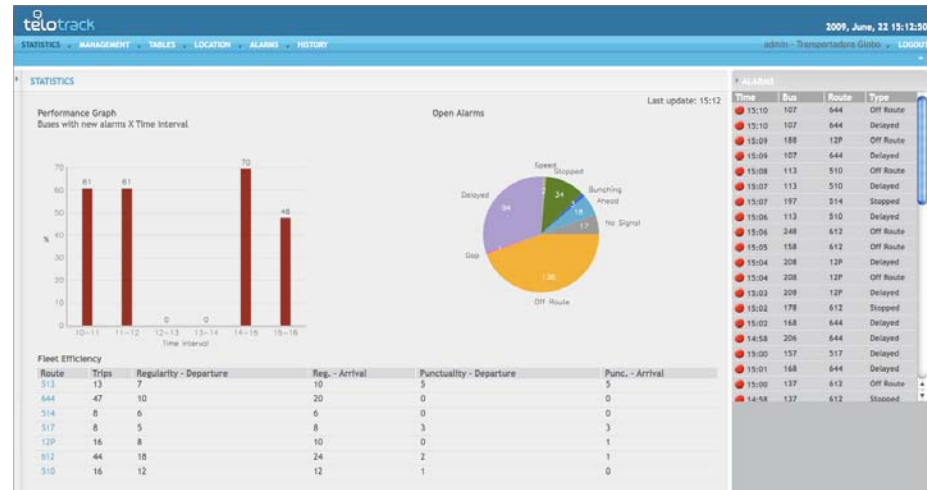 telotrack
2009, June, 22 15:12:50
STATISTICS MANAGEMENT TABLES LOCATION ALARMS HISTORY
admin - Transportadora Globo LOGOUT
STATISTICS
Last update: 15:12
Performance Graph
Buses with new alarms X Time Interval
Open Alarms
70
60
50
40
30
20
10
0
%
61
61
0
0
70
48
10-11 11-12 12-13 13-14 14-15 15-16
Time interval
Speed
Stopped
Bunching
Ahead
No Signal
Off Route
Gap
Delayed
2
34
3
18
17
1
94
Fleet Efficiency
Route Trips Regularity - Departure Reg. - Arrival Punctuality - Departure Punc. - Arrival
513 13 7 10 5 5
644 47 10 20 0 0
514 8 6 6 0 0
517 8 5 8 3 3
12P 16 8 10 0 1
612 44 18 24 2 1
510 16 12 12 1 0
ALARMS
Time Bus Route Type
15:10 107 644 Off Route
15:10 107 644 Delayed
15:09 188 12P Off Route
15:09 107 644 Delayed
15:08 113 510 Off Route
15:07 113 510 Delayed
15:07 197 514 Stopped
15:06 113 510 Delayed
15:06 248 612 Off Route
15:05 158 612 Off Route
15:04 208 12P Delayed
15:04 208 12P Off Route
15:03 208 12P Delayed
15:02 178 612 Stopped
15:02 168 644 Delayed
14:58 206 644 Delayed
15:00 157 517 Delayed
15:01 168 644 Delayed
15:00 137 612 Off Route
14:58 137 612 Stopped